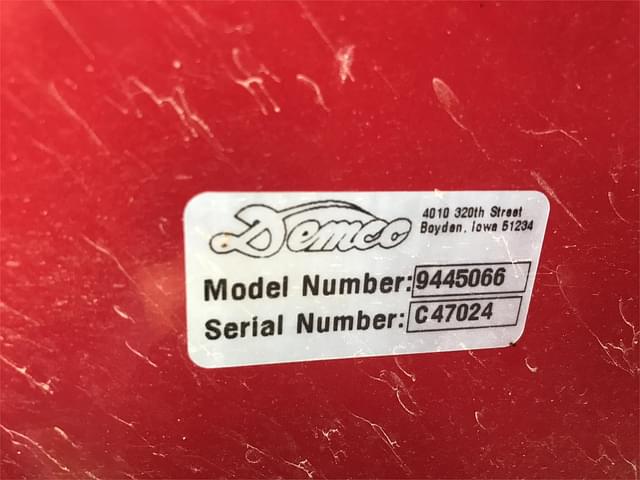 Demco
4010 320th Street
Boyden, Iowa 51234
Model Number: 9445066
Serial Number: C47024